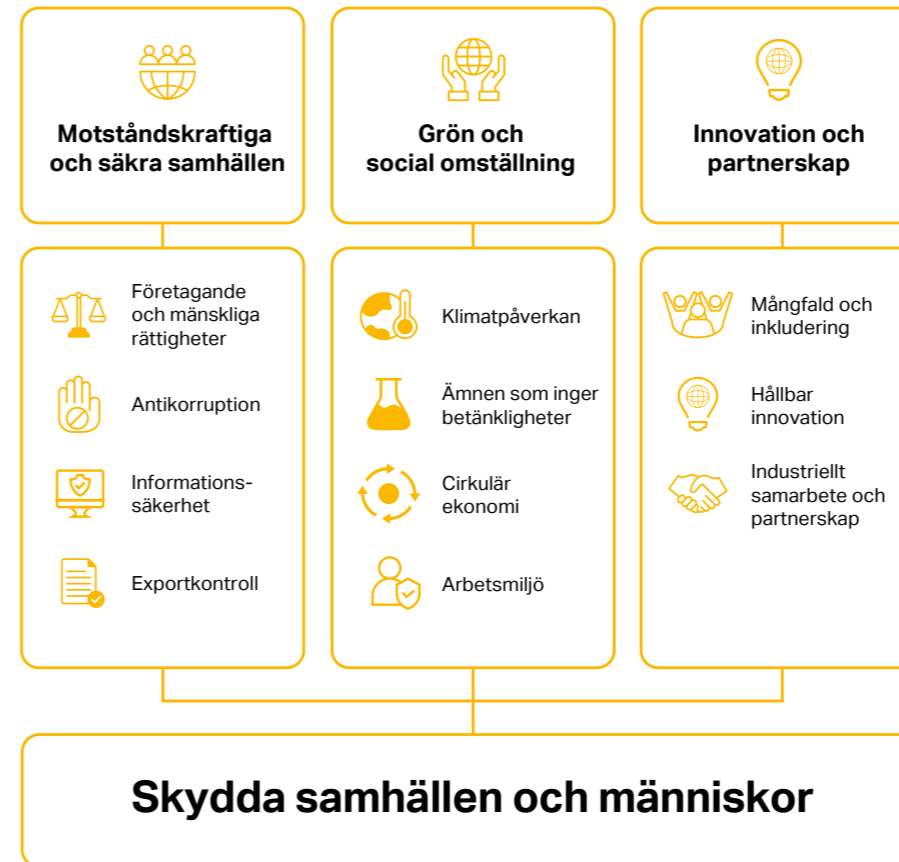 Motståndskraftiga
och säkra samhällen
Grön och
social omställning
Innovation och
partnerskap
Företagande
och mänskliga
rättigheter
Antikorruption
Informations-
säkerhet
Exportkontroll
Klimatpåverkan
Ämnen som inger
betänkligheter
Cirkulär
ekonomi
Arbetsmiljö
Mångfald och
inkludering
Hållbar
innovation
Industriellt
samarbete och
partnerskap
Skydda samhällen och människor